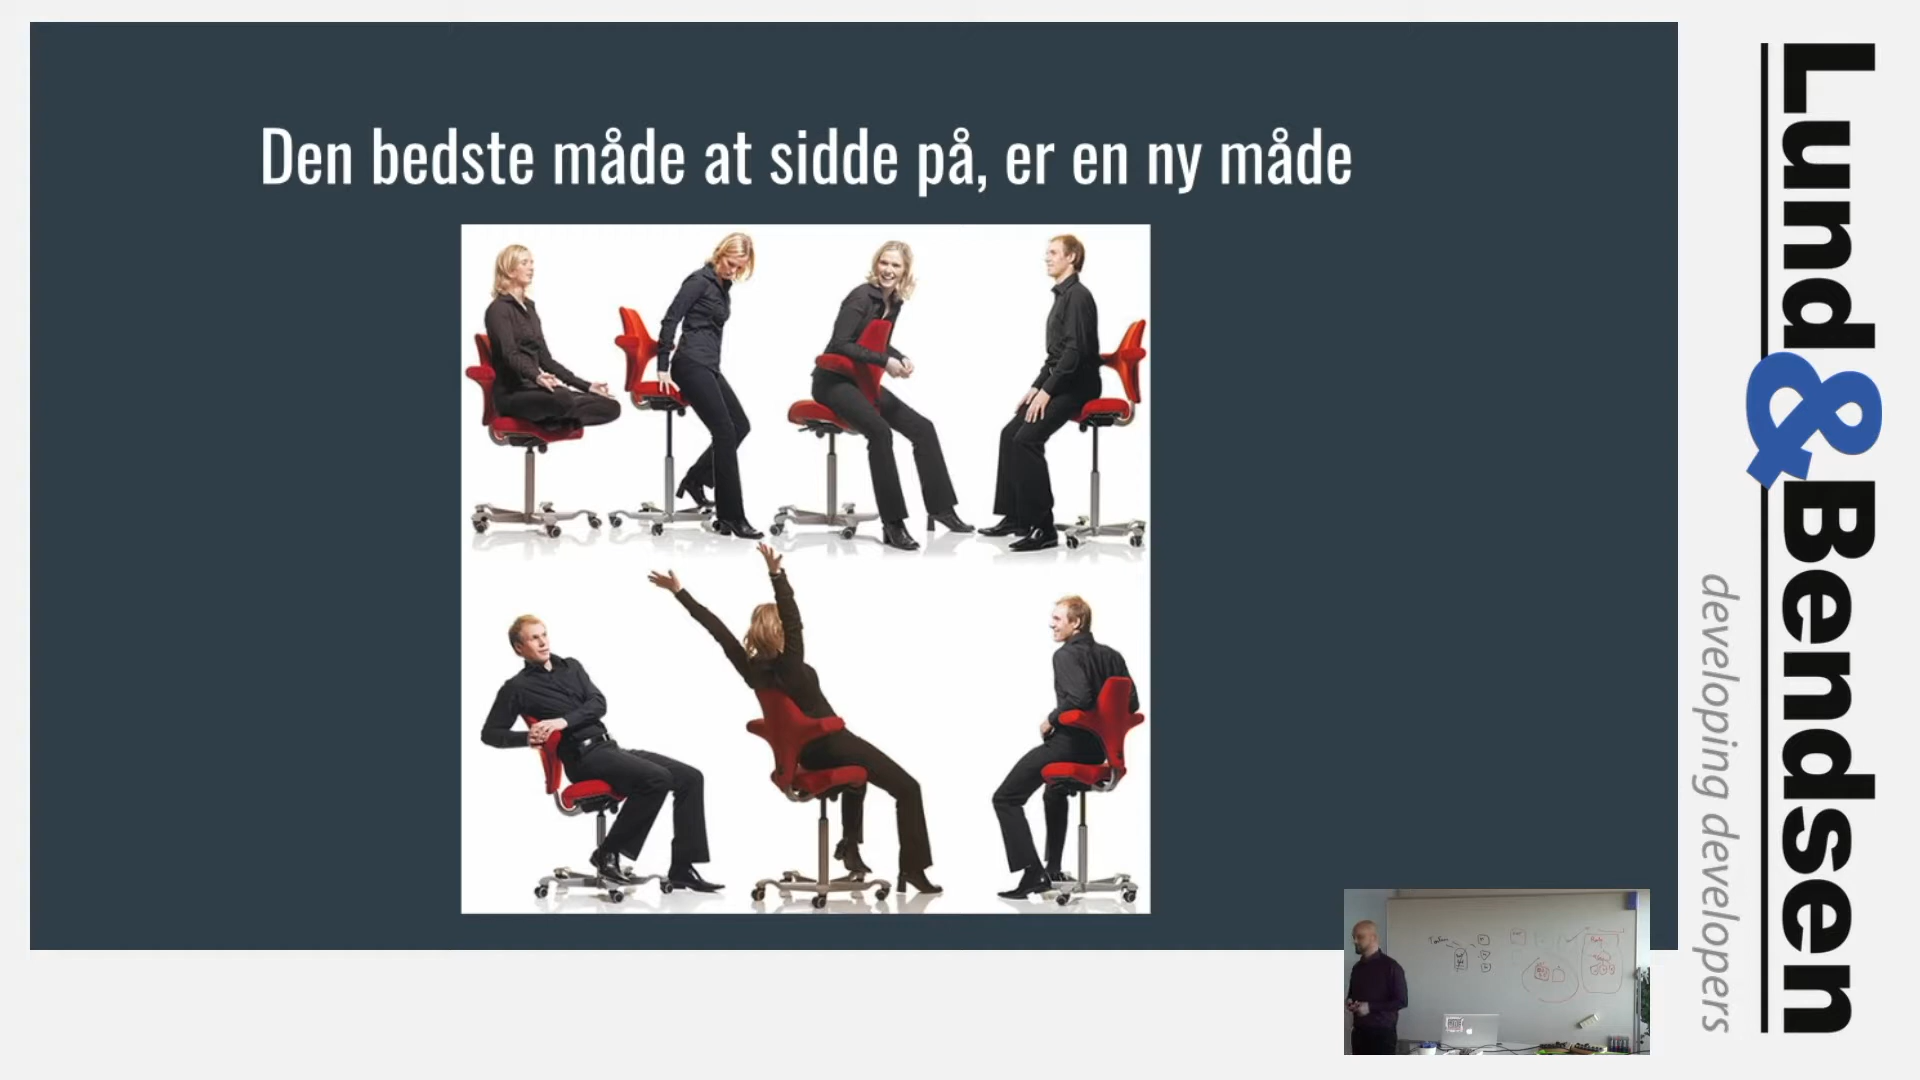 Den bedste måde at sidde på, er en ny måde
Lund & Bendsen
developing developers